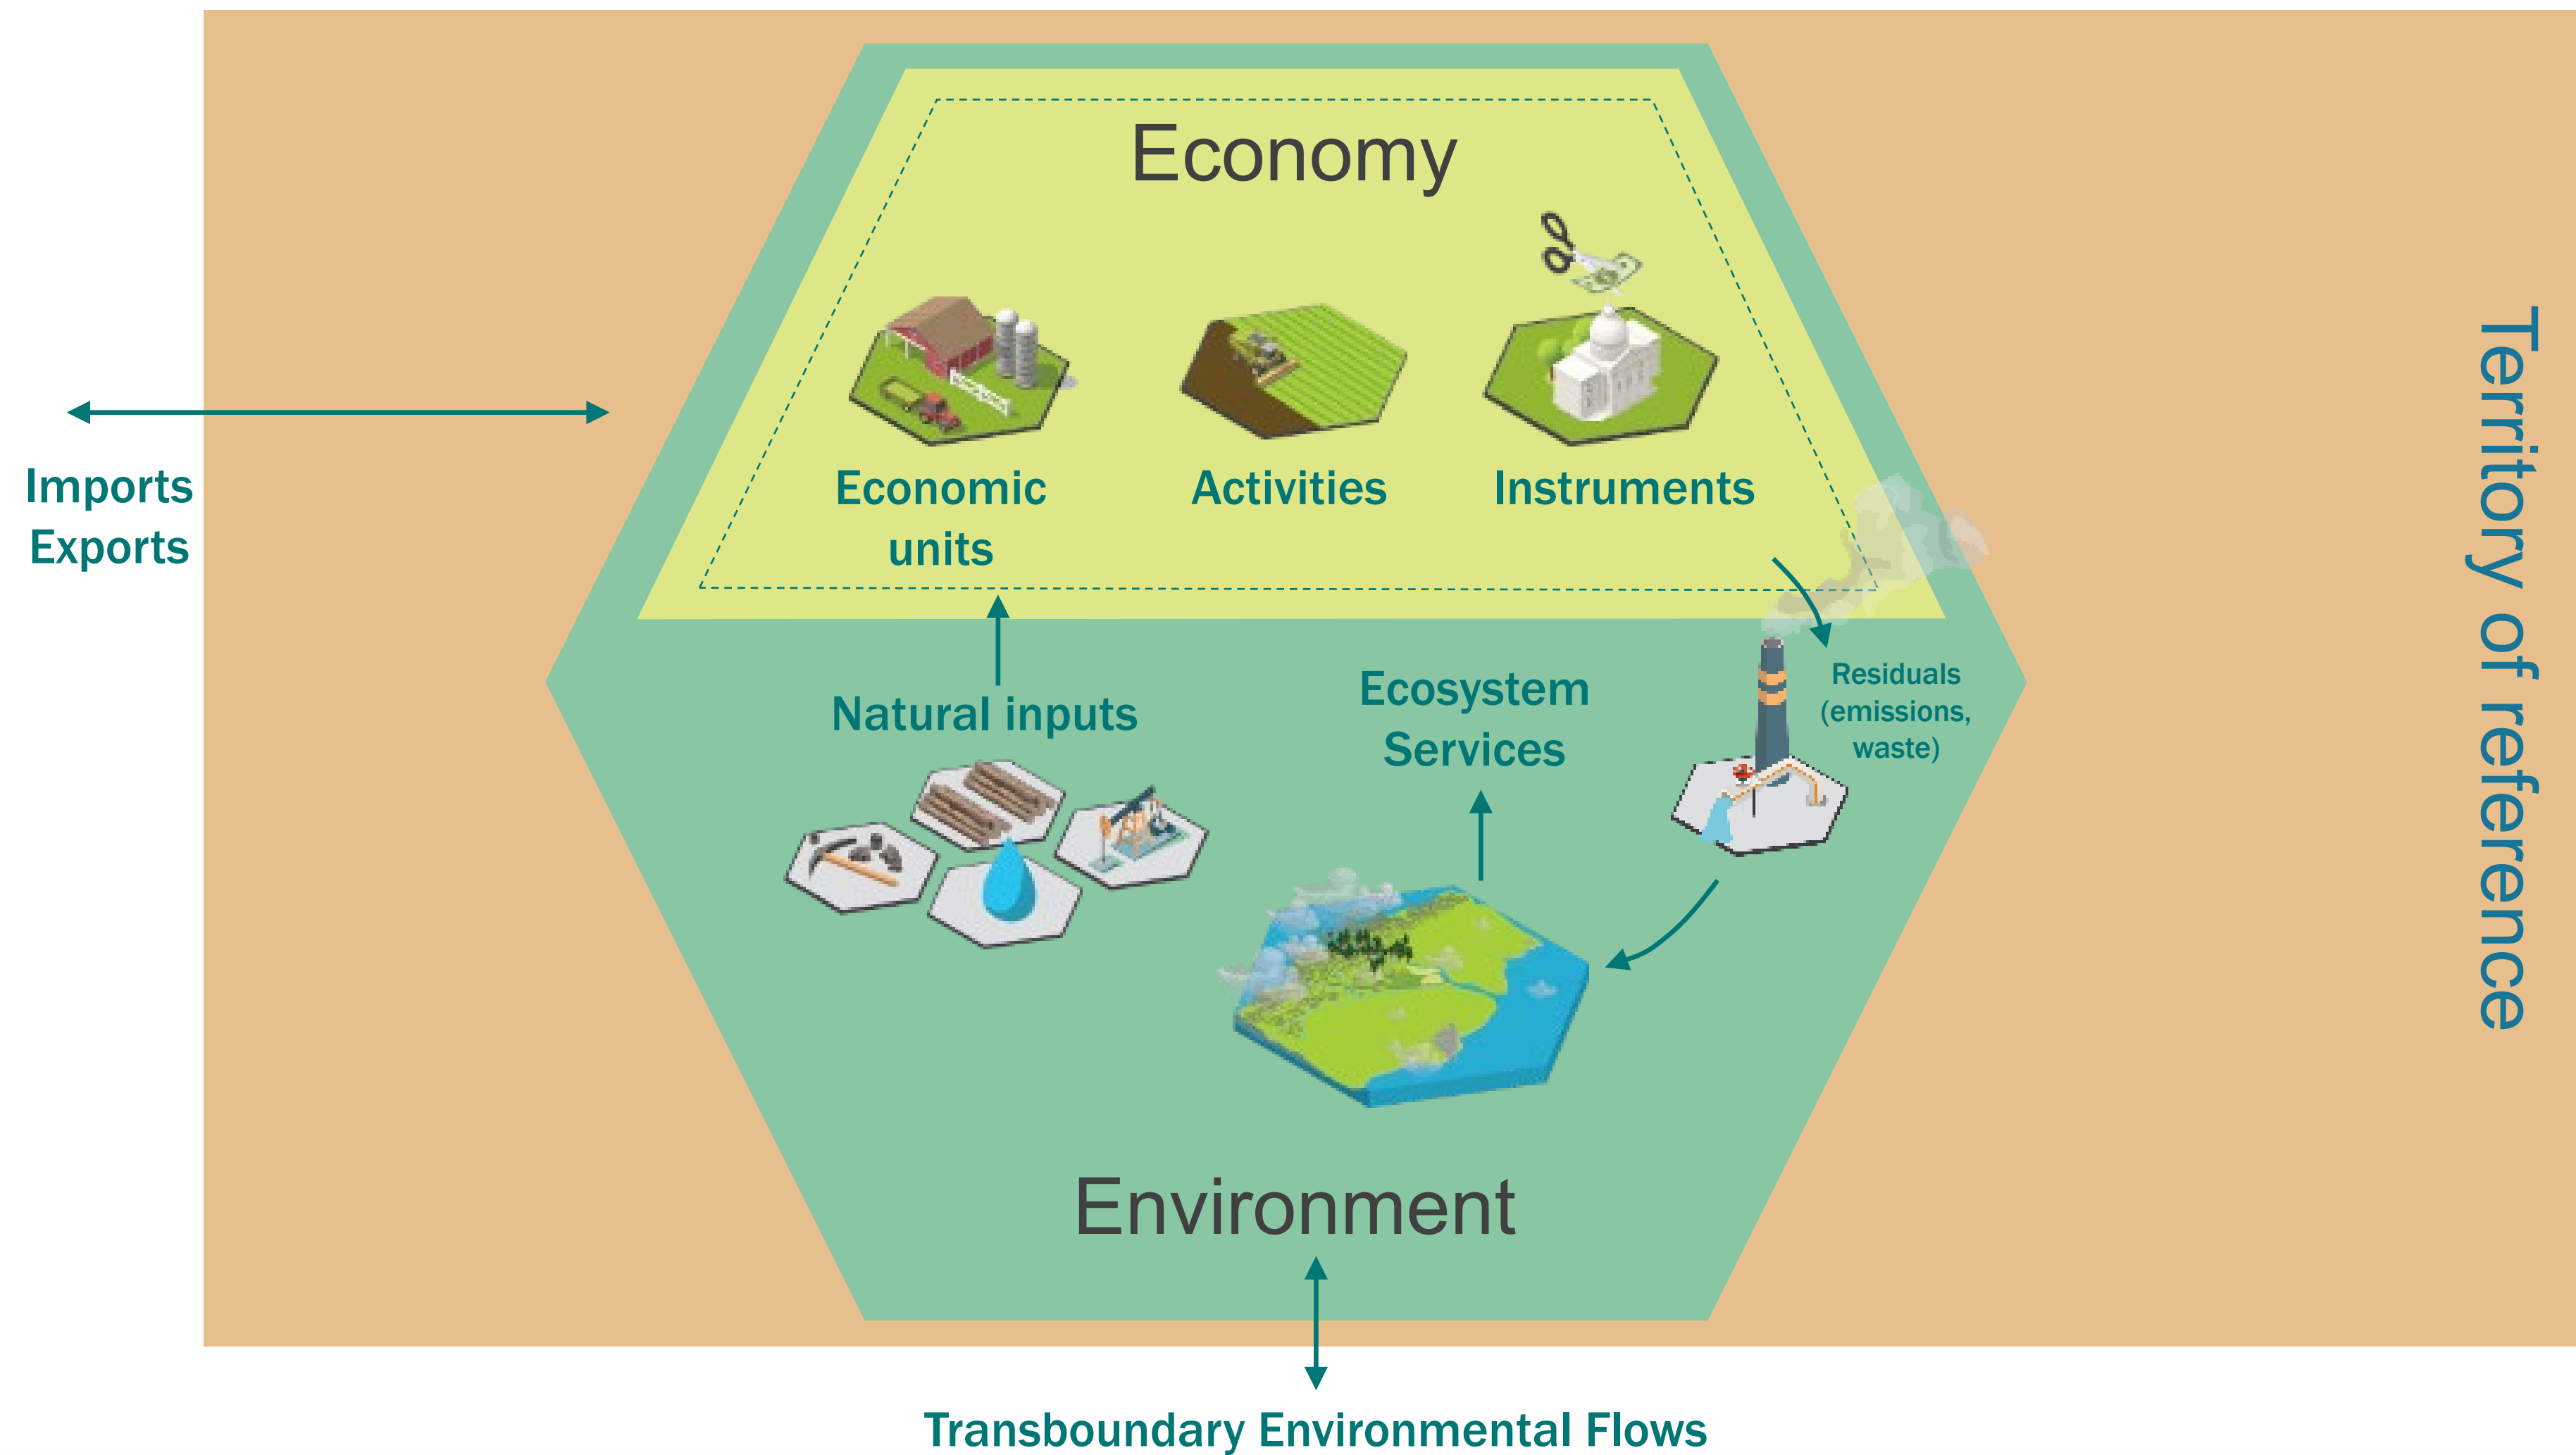 Economy
Economic
units
Activities
Instruments
Imports
Exports
Natural inputs
Ecosystem
Services
Residuals
(emissions,
waste)
Territory of reference
Environment
Transboundary Environmental Flows